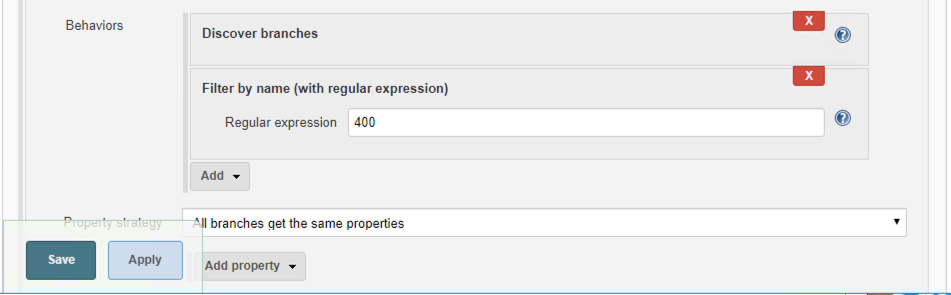 Behaviors
Discover branches
X
Filter by name (with regular expression)
X
Regular expression 400
Add
Property strategy All branches get the same properties
Save Apply Add property